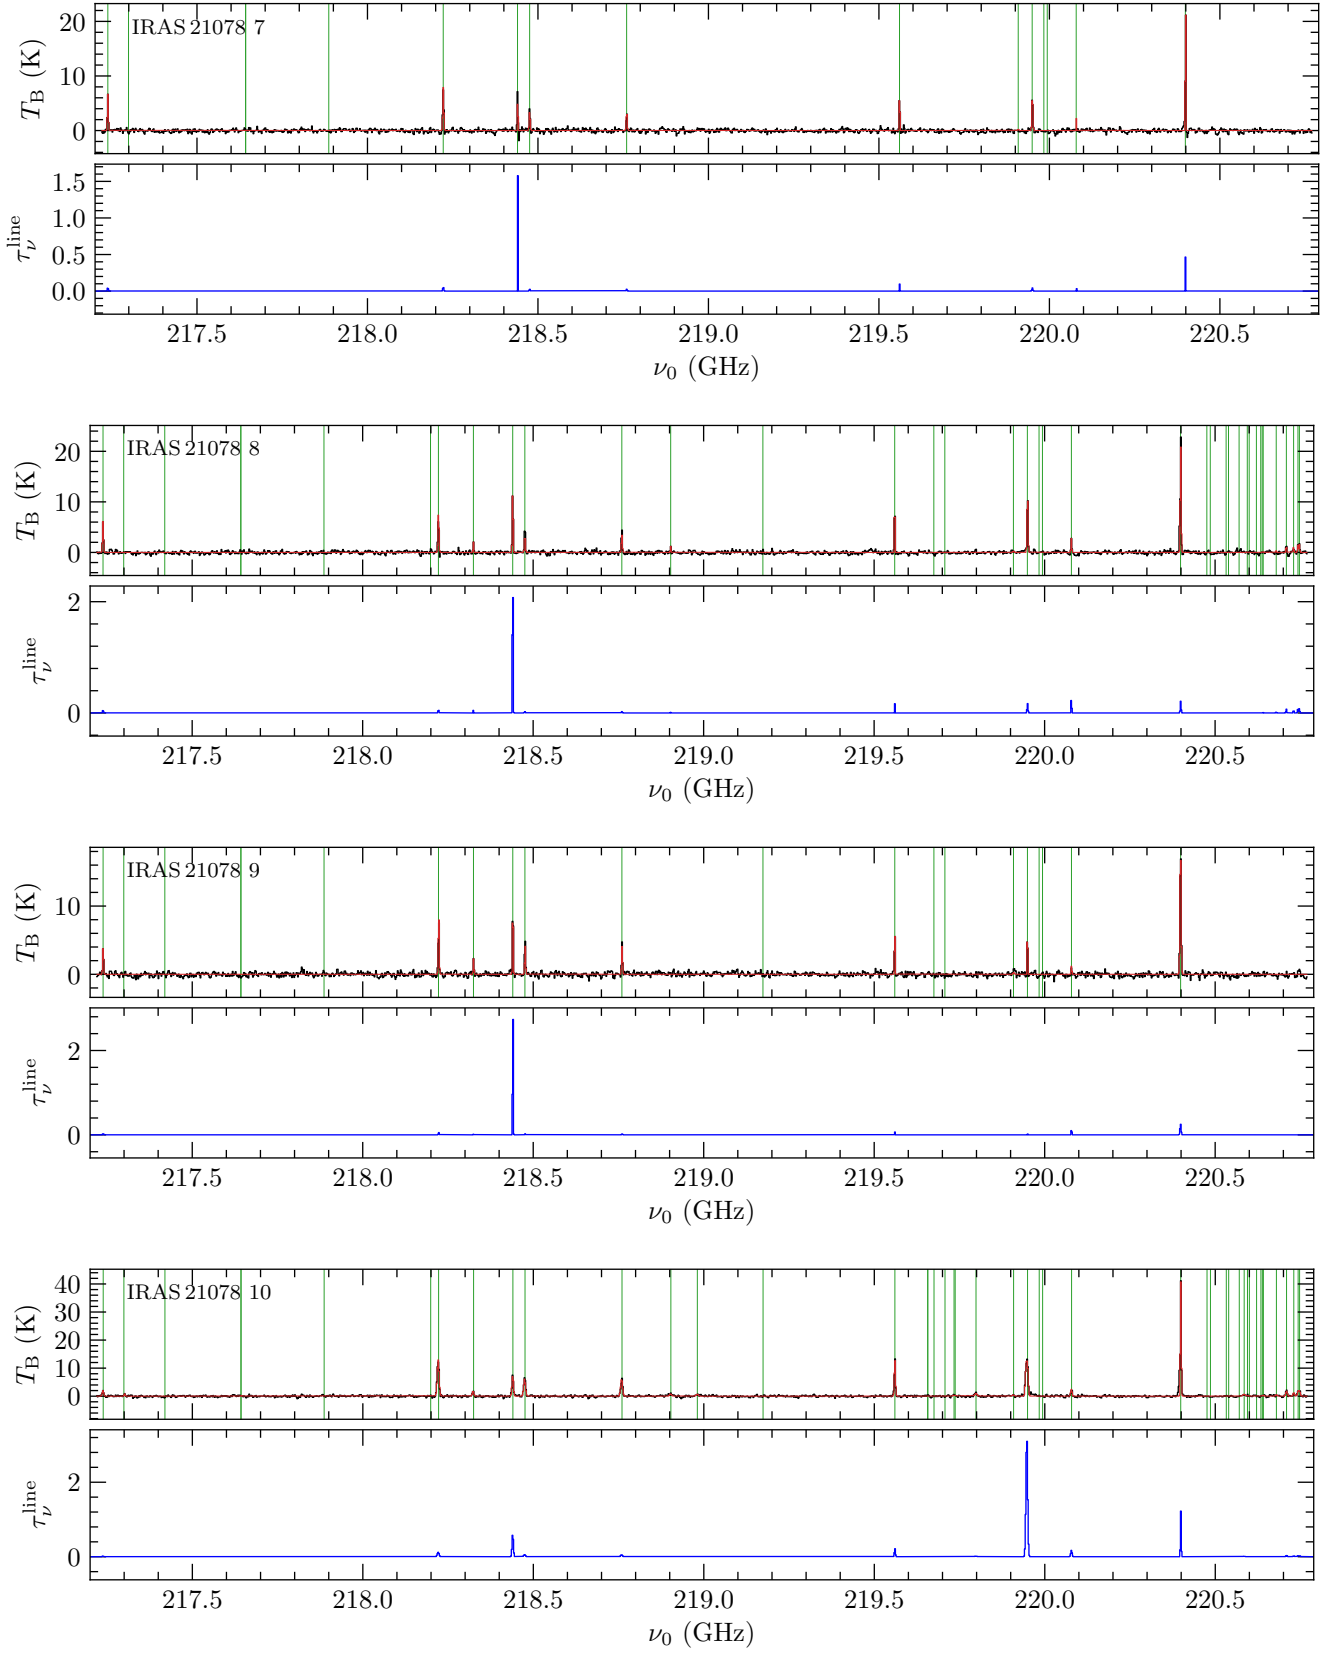 IRAS 21078 7
T_B (K)
20
10
0
τ_ν^line
1.5
1.0
0.5
0.0
217.5 218.0 218.5 219.0 219.5 220.0 220.5
ν_0 (GHz)
IRAS 21078 8
T_B (K)
20
10
0
τ_ν^line
2
0
217.5 218.0 218.5 219.0 219.5 220.0 220.5
ν_0 (GHz)
IRAS 21078 9
T_B (K)
10
0
τ_ν^line
2
0
217.5 218.0 218.5 219.0 219.5 220.0 220.5
ν_0 (GHz)
IRAS 21078 10
T_B (K)
40
30
20
10
0
τ_ν^line
2
0
217.5 218.0 218.5 219.0 219.5 220.0 220.5
ν_0 (GHz)